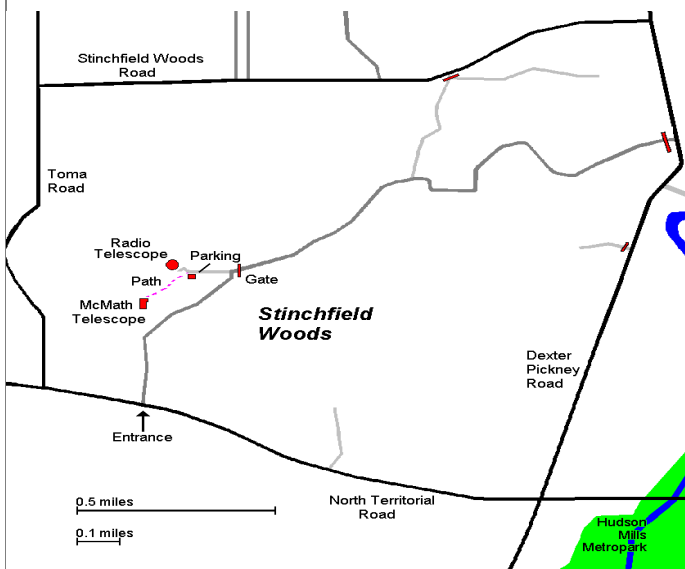 Stinchfield Woods
Road
Toma
Road
Radio
Telescope
Parking
Path
Gate
McMath
Telescope
Stinchfield
Woods
Dexter
Pickney
Road
Entrance
0.5 miles
North Territorial
Road
0.1 miles
Hudson
Mills
Metropark